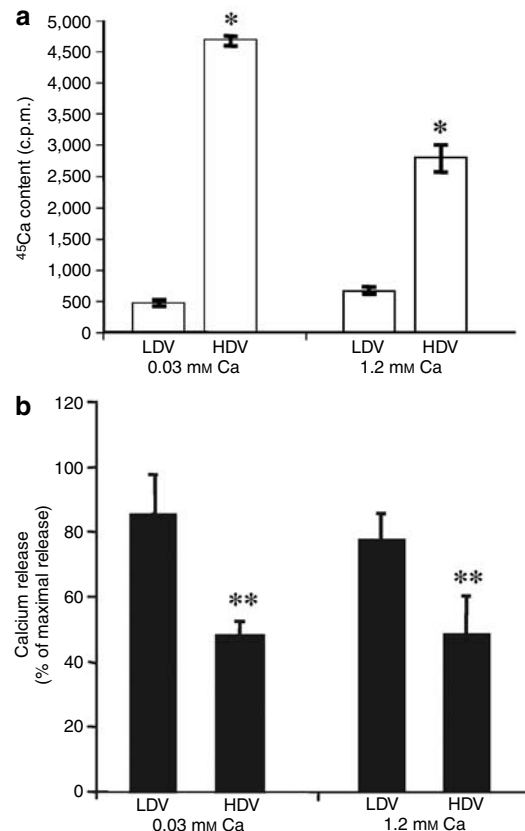 a
⁴⁵Ca content (c.p.m.)
5,000
4,500
4,000
3,500
3,000
2,500
2,000
1,500
1,000
500
0
*
*
LDV HDV LDV HDV
0.03 mM Ca 1.2 mM Ca
b
Calcium release
(% of maximal release)
120
100
80
60
40
20
0
**
**
LDV HDV LDV HDV
0.03 mM Ca 1.2 mM Ca